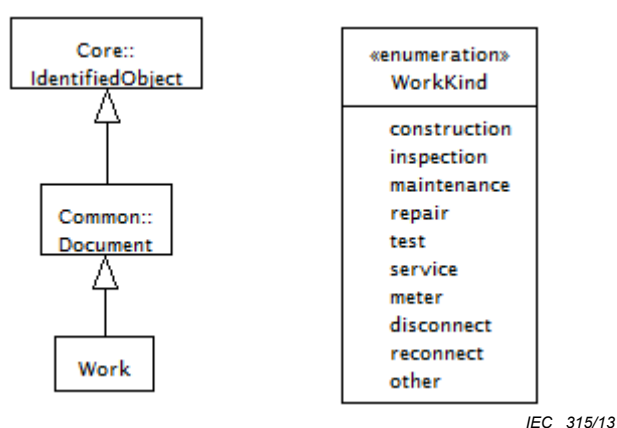 Core::
IdentifiedObject
Common::
Document
Work
«enumeration»
WorkKind
construction
inspection
maintenance
repair
test
service
meter
disconnect
reconnect
other
IEC 315/13